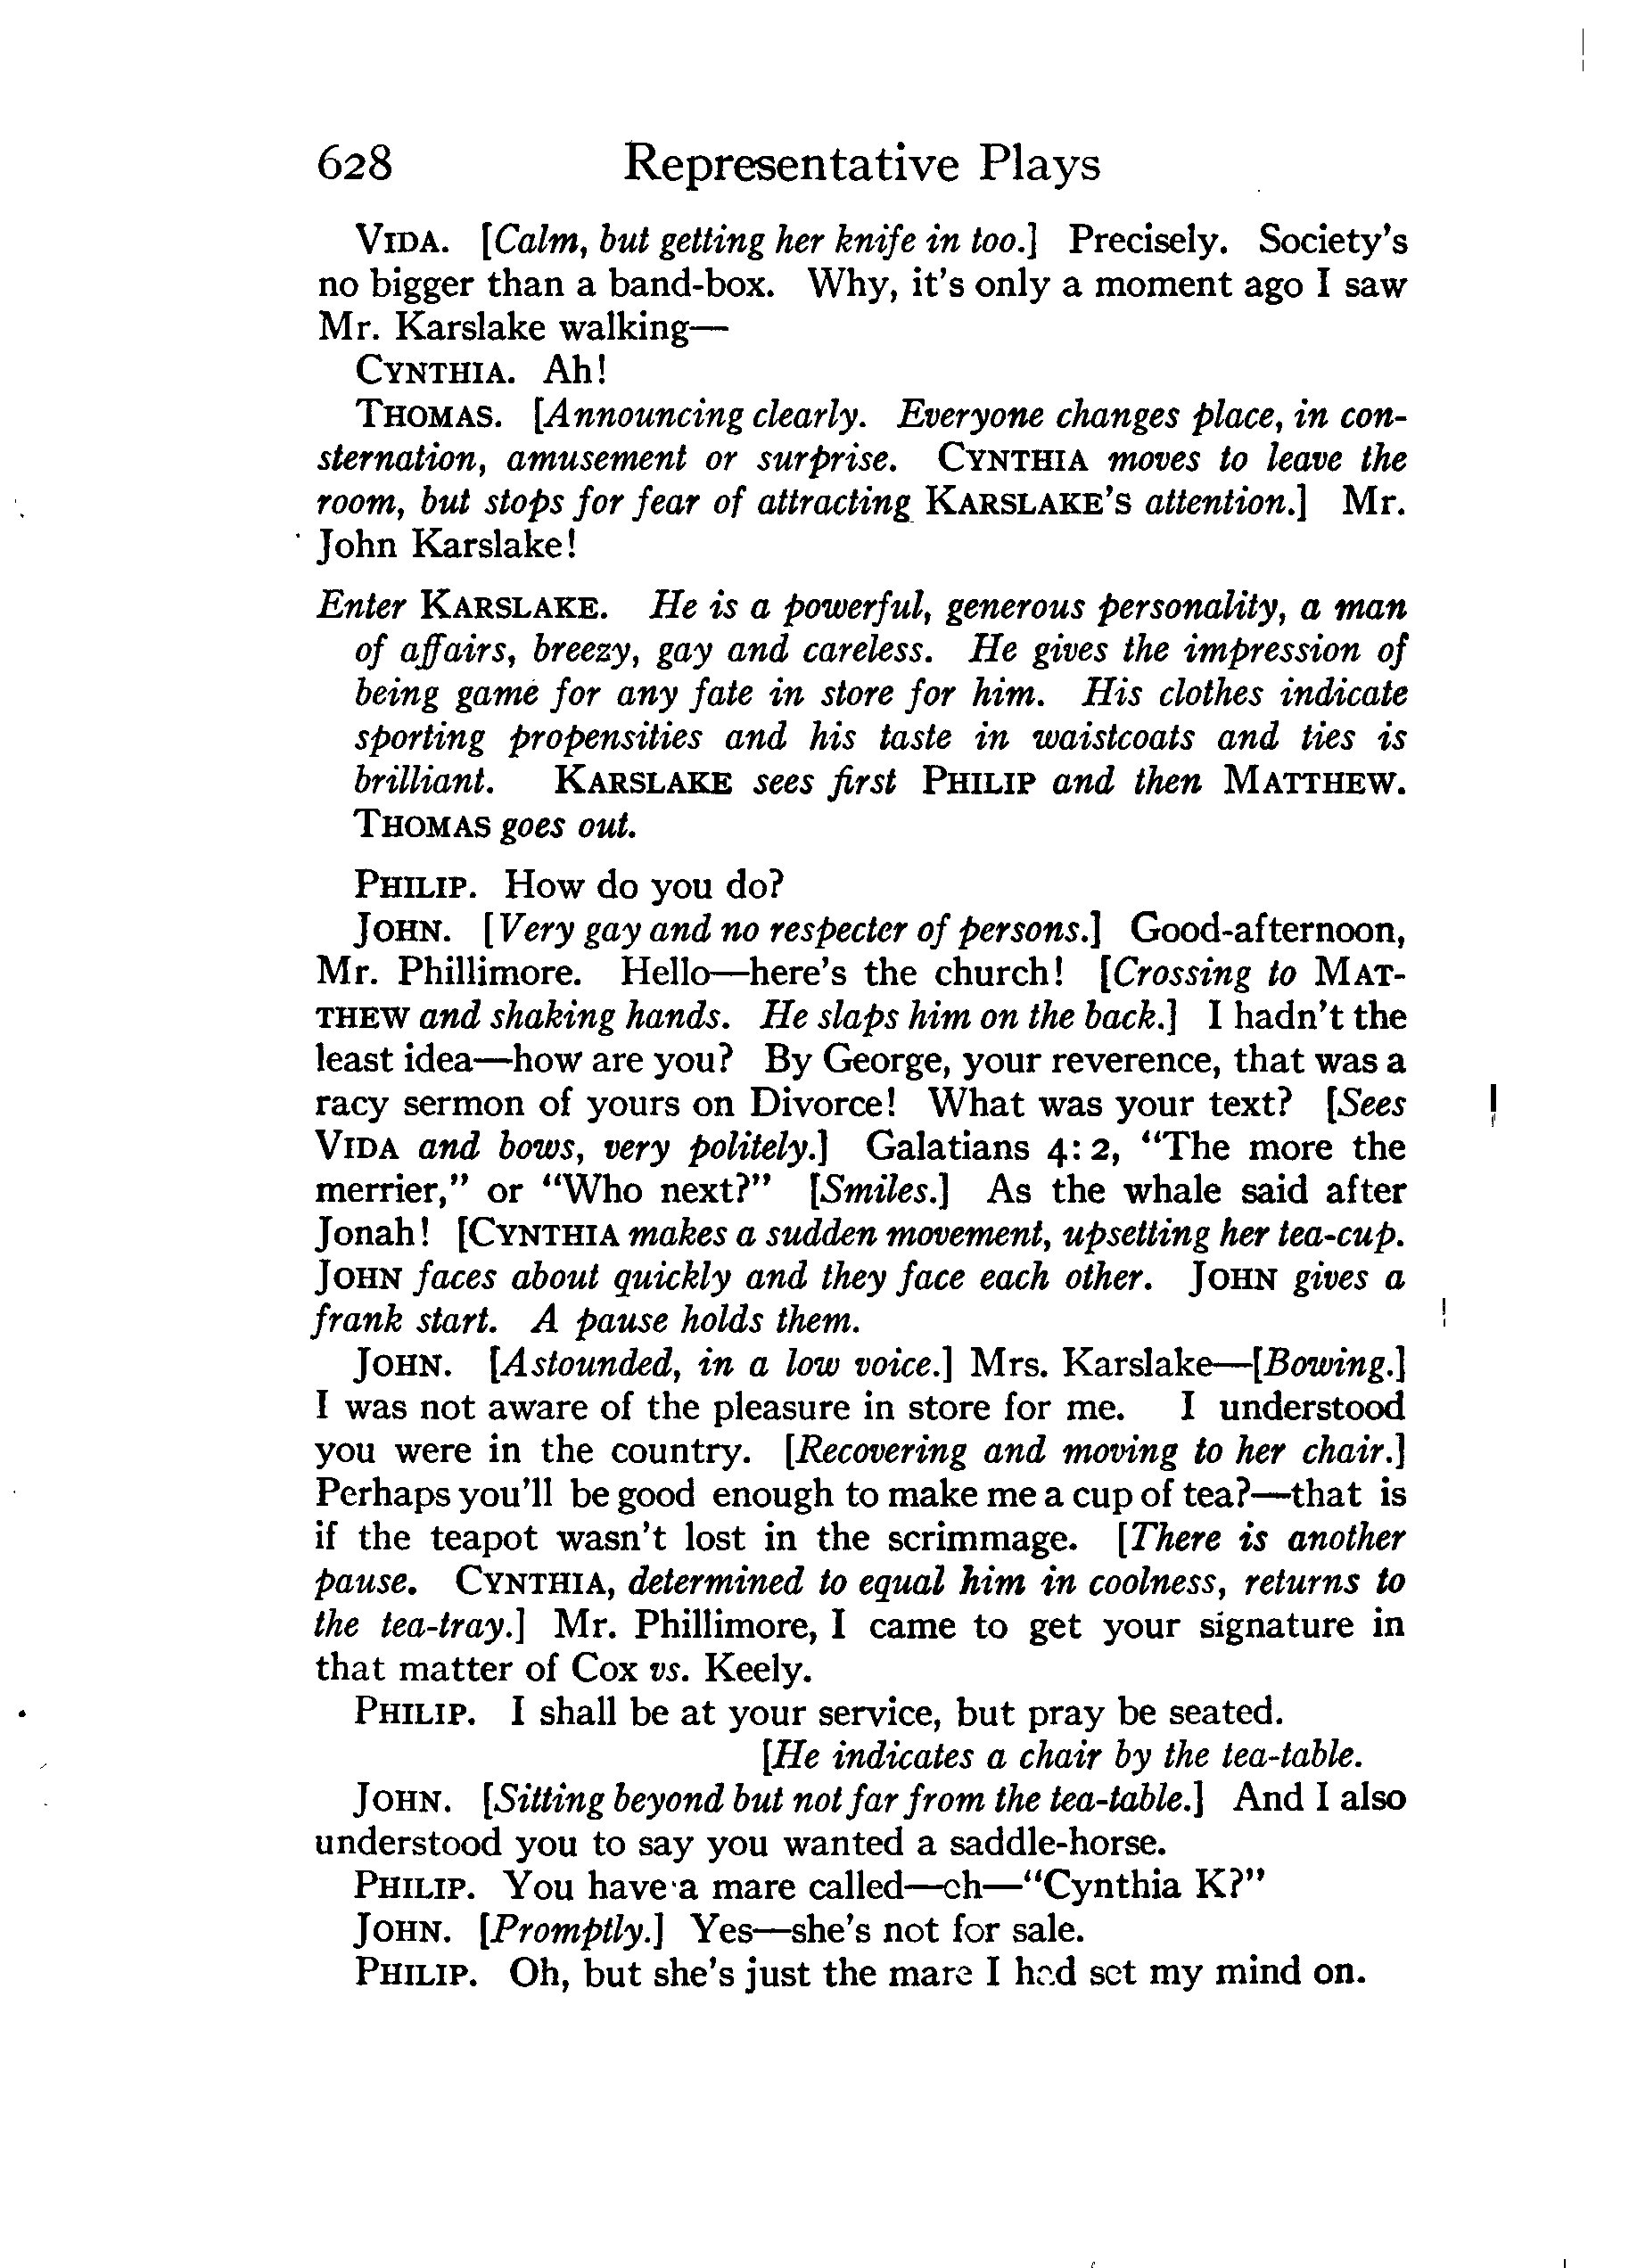 628 Representative Plays
VIDA. [Calm, but getting her knife in too.] Precisely. Society's
no bigger than a band-box. Why, it's only a moment ago I saw
Mr. Karslake walking—
CYNTHIA. Ah!
THOMAS. [Announcing clearly. Everyone changes place, in con-
sternation, amusement or surprise. CYNTHIA moves to leave the
room, but stops for fear of attracting KARSLAKE'S attention.] Mr.
John Karslake!
Enter KARSLAKE. He is a powerful, generous personality, a man
of affairs, breezy, gay and careless. He gives the impression of
being game for any fate in store for him. His clothes indicate
sporting propensities and his taste in waistcoats and ties is
brilliant. KARSLAKE sees first PHILIP and then MATTHEW.
THOMAS goes out.
PHILIP. How do you do?
JOHN. [Very gay and no respecter of persons.] Good-afternoon,
Mr. Phillimore. Hello—here's the church! [Crossing to MAT-
THEW and shaking hands. He slaps him on the back.] I hadn't the
least idea—how are you? By George, your reverence, that was a
racy sermon of yours on Divorce! What was your text? [Sees
VIDA and bows, very politely.] Galatians 4: 2, "The more the
merrier," or "Who next?" [Smiles.] As the whale said after
Jonah! [CYNTHIA makes a sudden movement, upsetting her tea-cup.
JOHN faces about quickly and they face each other. JOHN gives a
frank start. A pause holds them.
JOHN. [Astounded, in a low voice.] Mrs. Karslake—[Bowing.]
I was not aware of the pleasure in store for me. I understood
you were in the country. [Recovering and moving to her chair.]
Perhaps you'll be good enough to make me a cup of tea?—that is
if the teapot wasn't lost in the scrimmage. [There is another
pause. CYNTHIA, determined to equal him in coolness, returns to
the tea-tray.] Mr. Phillimore, I came to get your signature in
that matter of Cox vs. Keely.
PHILIP. I shall be at your service, but pray be seated.
[He indicates a chair by the tea-table.
JOHN. [Sitting beyond but not far from the tea-table.] And I also
understood you to say you wanted a saddle-horse.
PHILIP. You have a mare called—eh—"Cynthia K?"
JOHN. [Promptly.] Yes—she's not for sale.
PHILIP. Oh, but she's just the mare I had set my mind on.